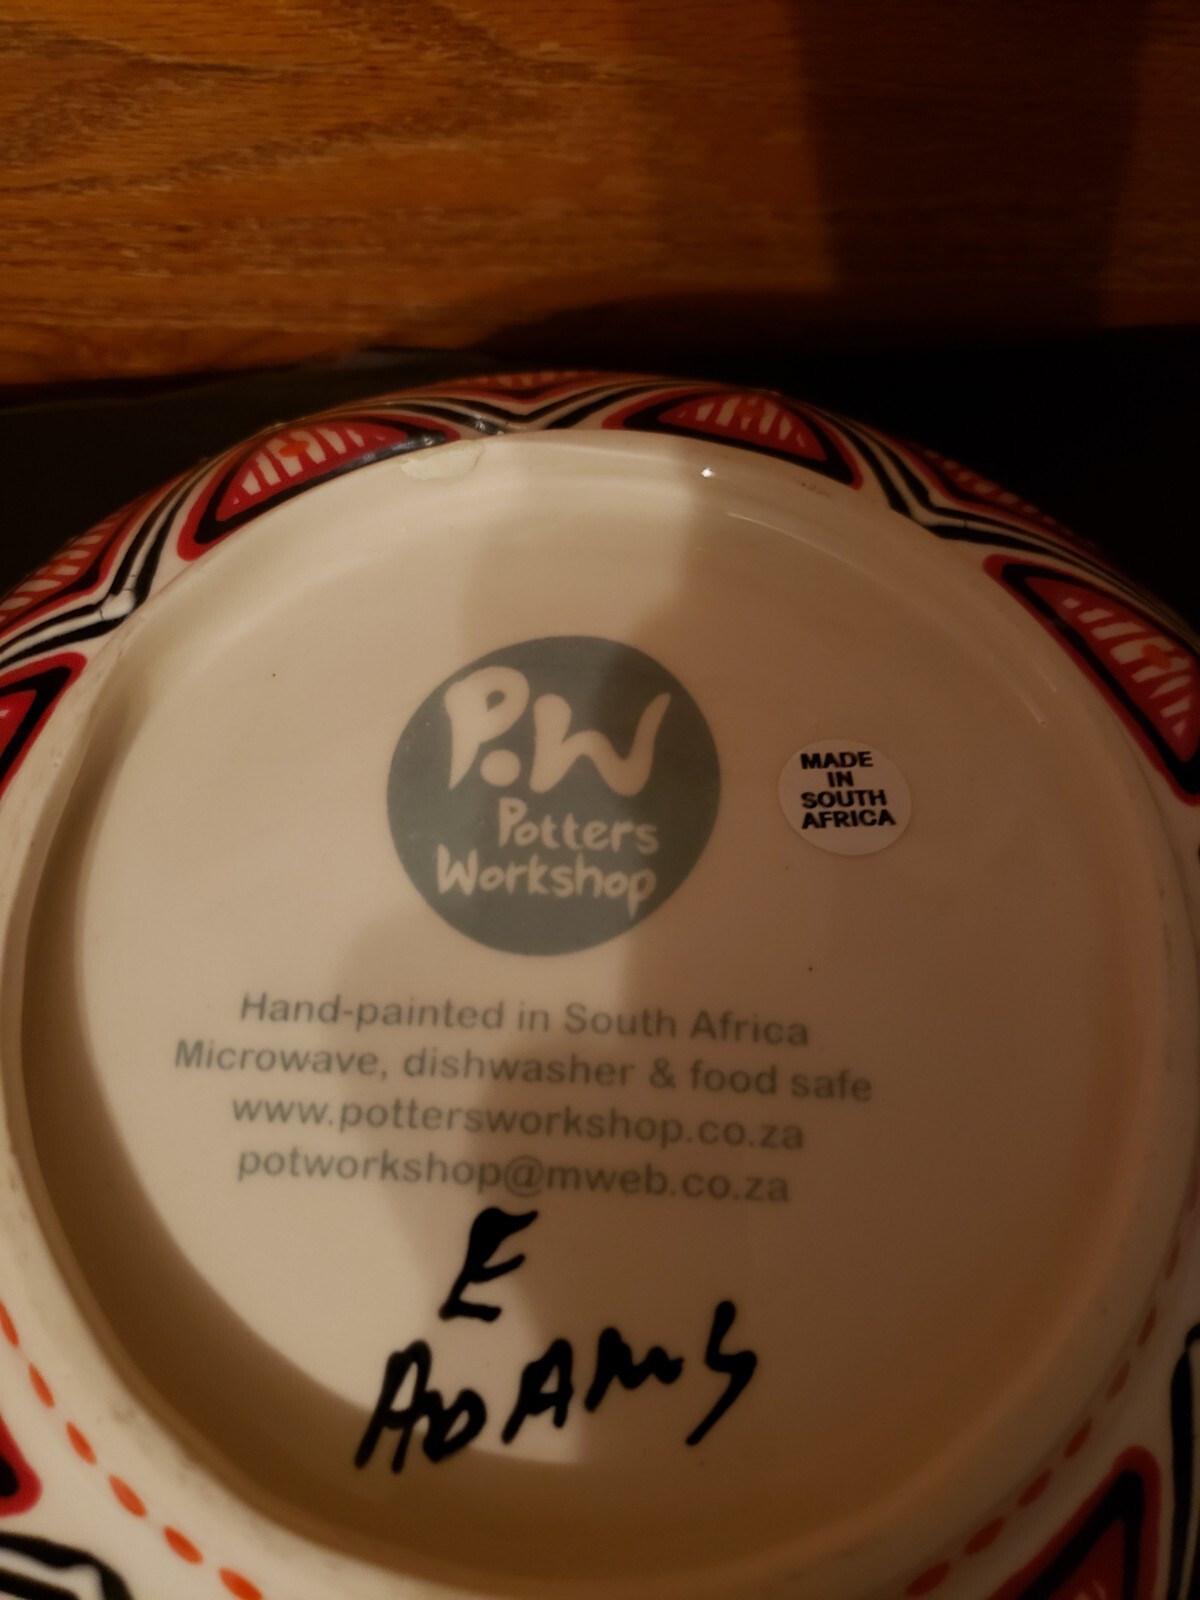 P.W
Potters
Workshop
MADE
IN
SOUTH
AFRICA
Hand-painted in South Africa
Microwave, dishwasher & food safe
www.pottersworkshop.co.za
potworkshop@mweb.co.za
E
ADAMS